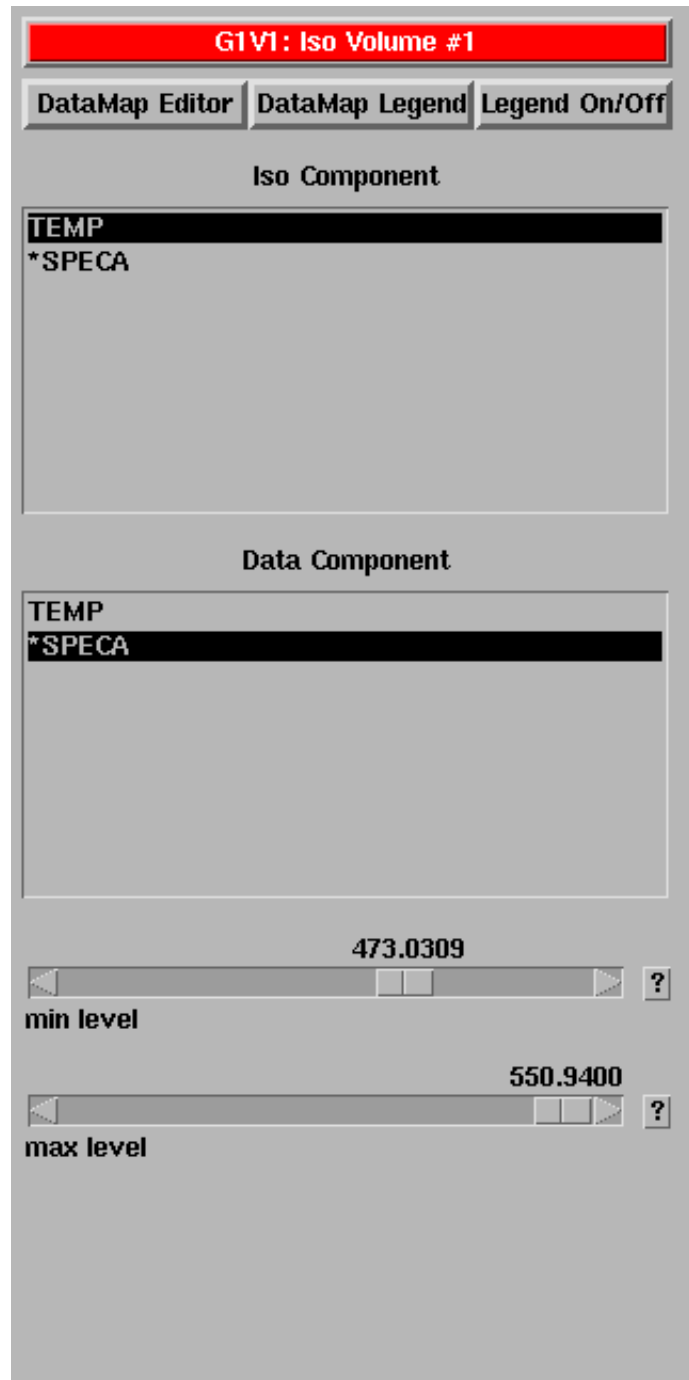 G1V1: Iso Volume #1
DataMap Editor DataMap Legend Legend On/Off
Iso Component
TEMP
*SPECA
Data Component
TEMP
*SPECA
473.0309
?
min level
550.9400
?
max level